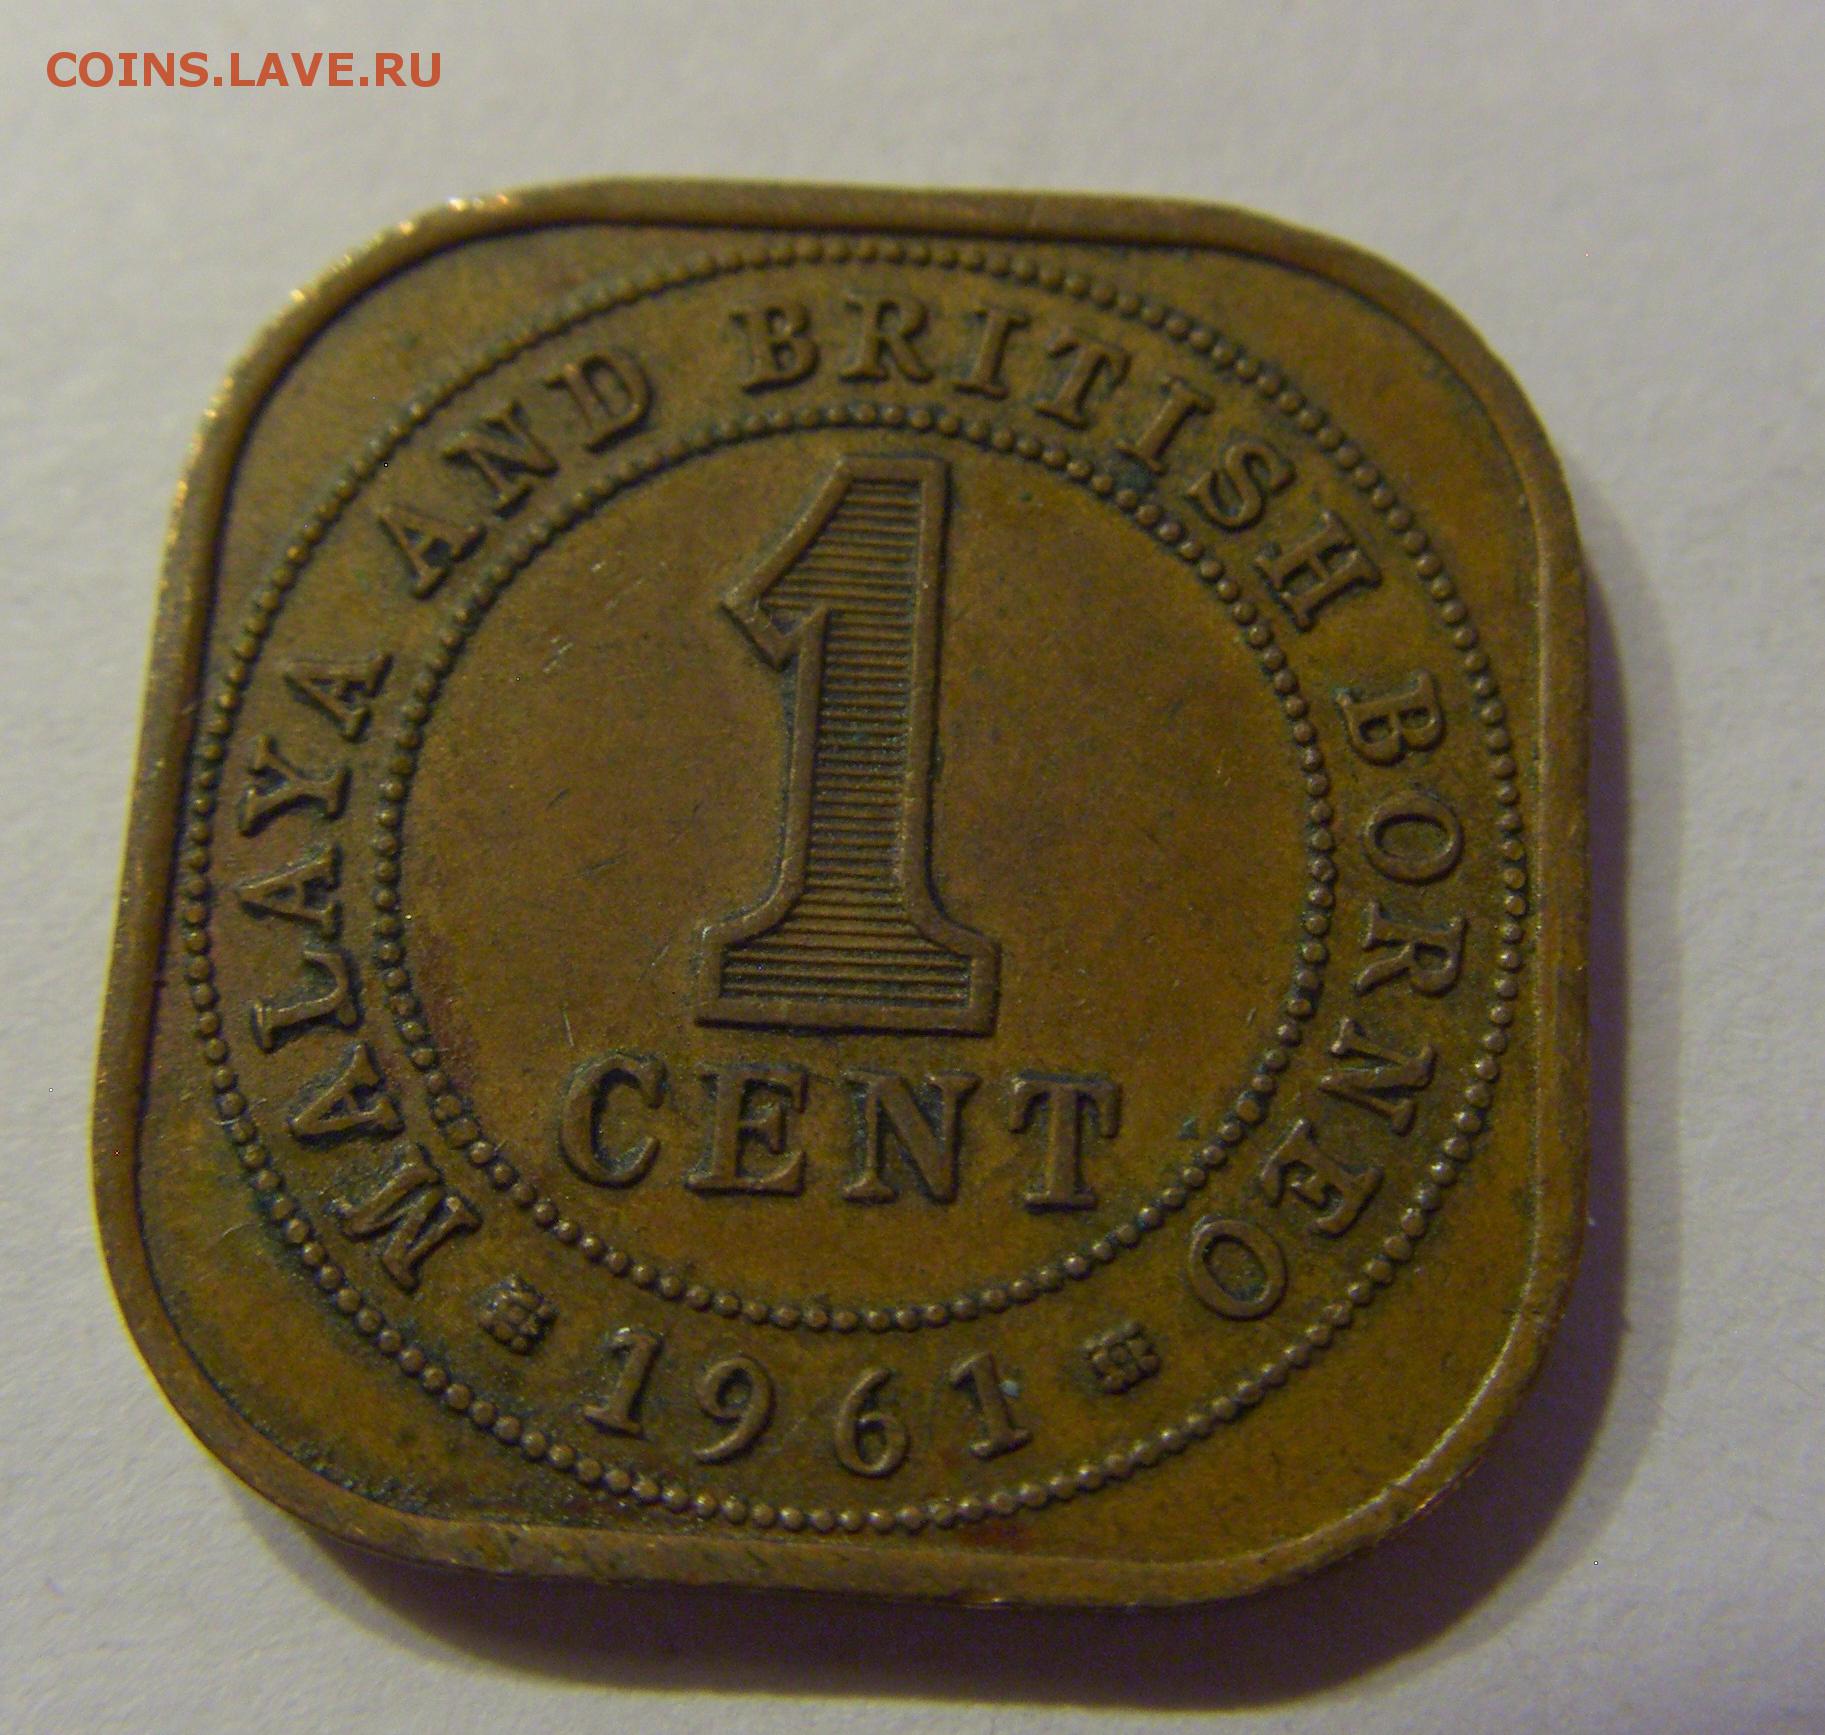 COINS.LAVE.RU
MALAYA AND BRITISH BORNEO
1
CENT
1961